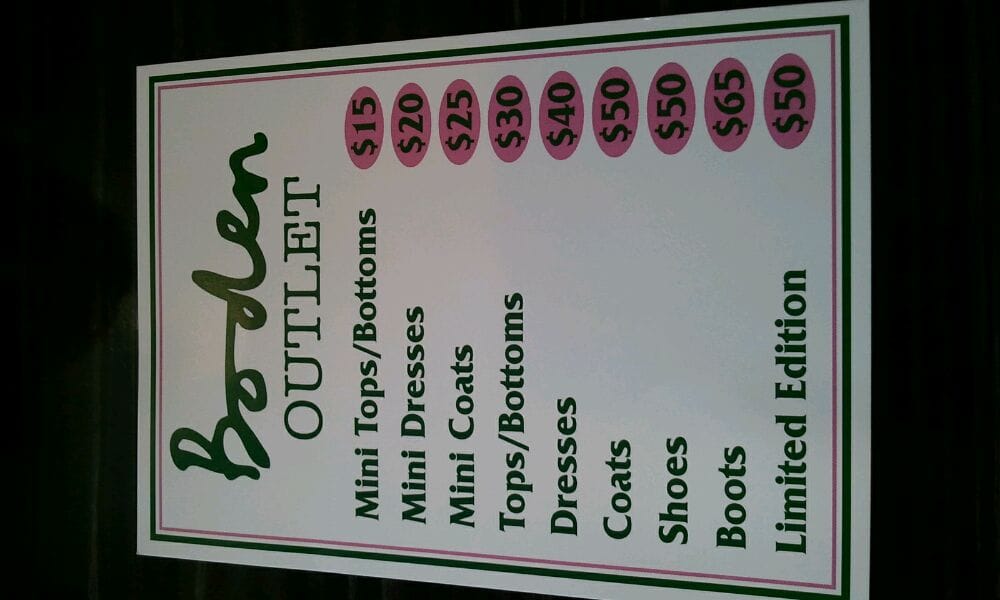 Boden
OUTLET
Mini Tops/Bottoms $15
Mini Dresses $20
Mini Coats $25
Tops/Bottoms $30
Dresses $40
Coats $50
Shoes $50
Boots $65
Limited Edition $50